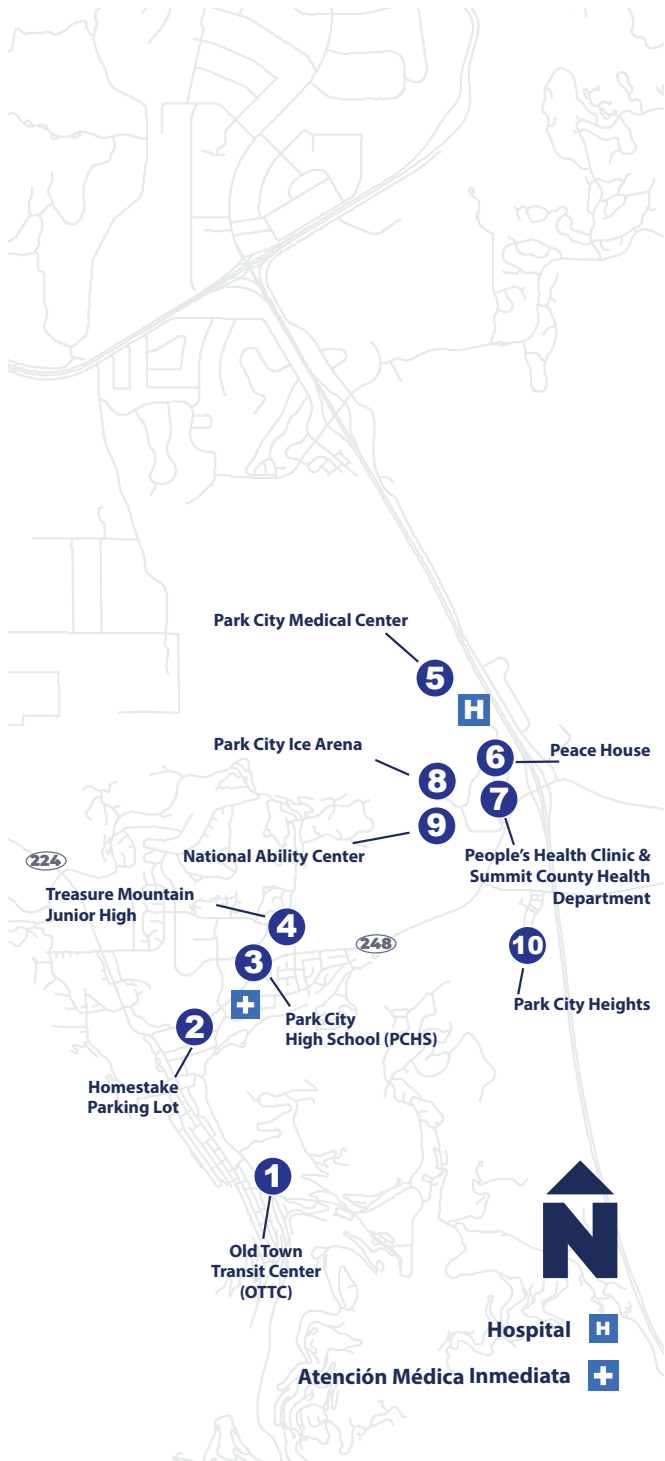 Park City Medical Center
5
H
Park City Ice Arena
6
Peace House
8
7
9
National Ability Center
People’s Health Clinic &
Summit County Health
Department
224
Treasure Mountain
Junior High
4
248
10
3
Park City Heights
Park City
High School (PCHS)
2
Homestake
Parking Lot
1
Old Town
Transit Center
(OTTC)
N
Hospital H
Atención Médica Inmediata